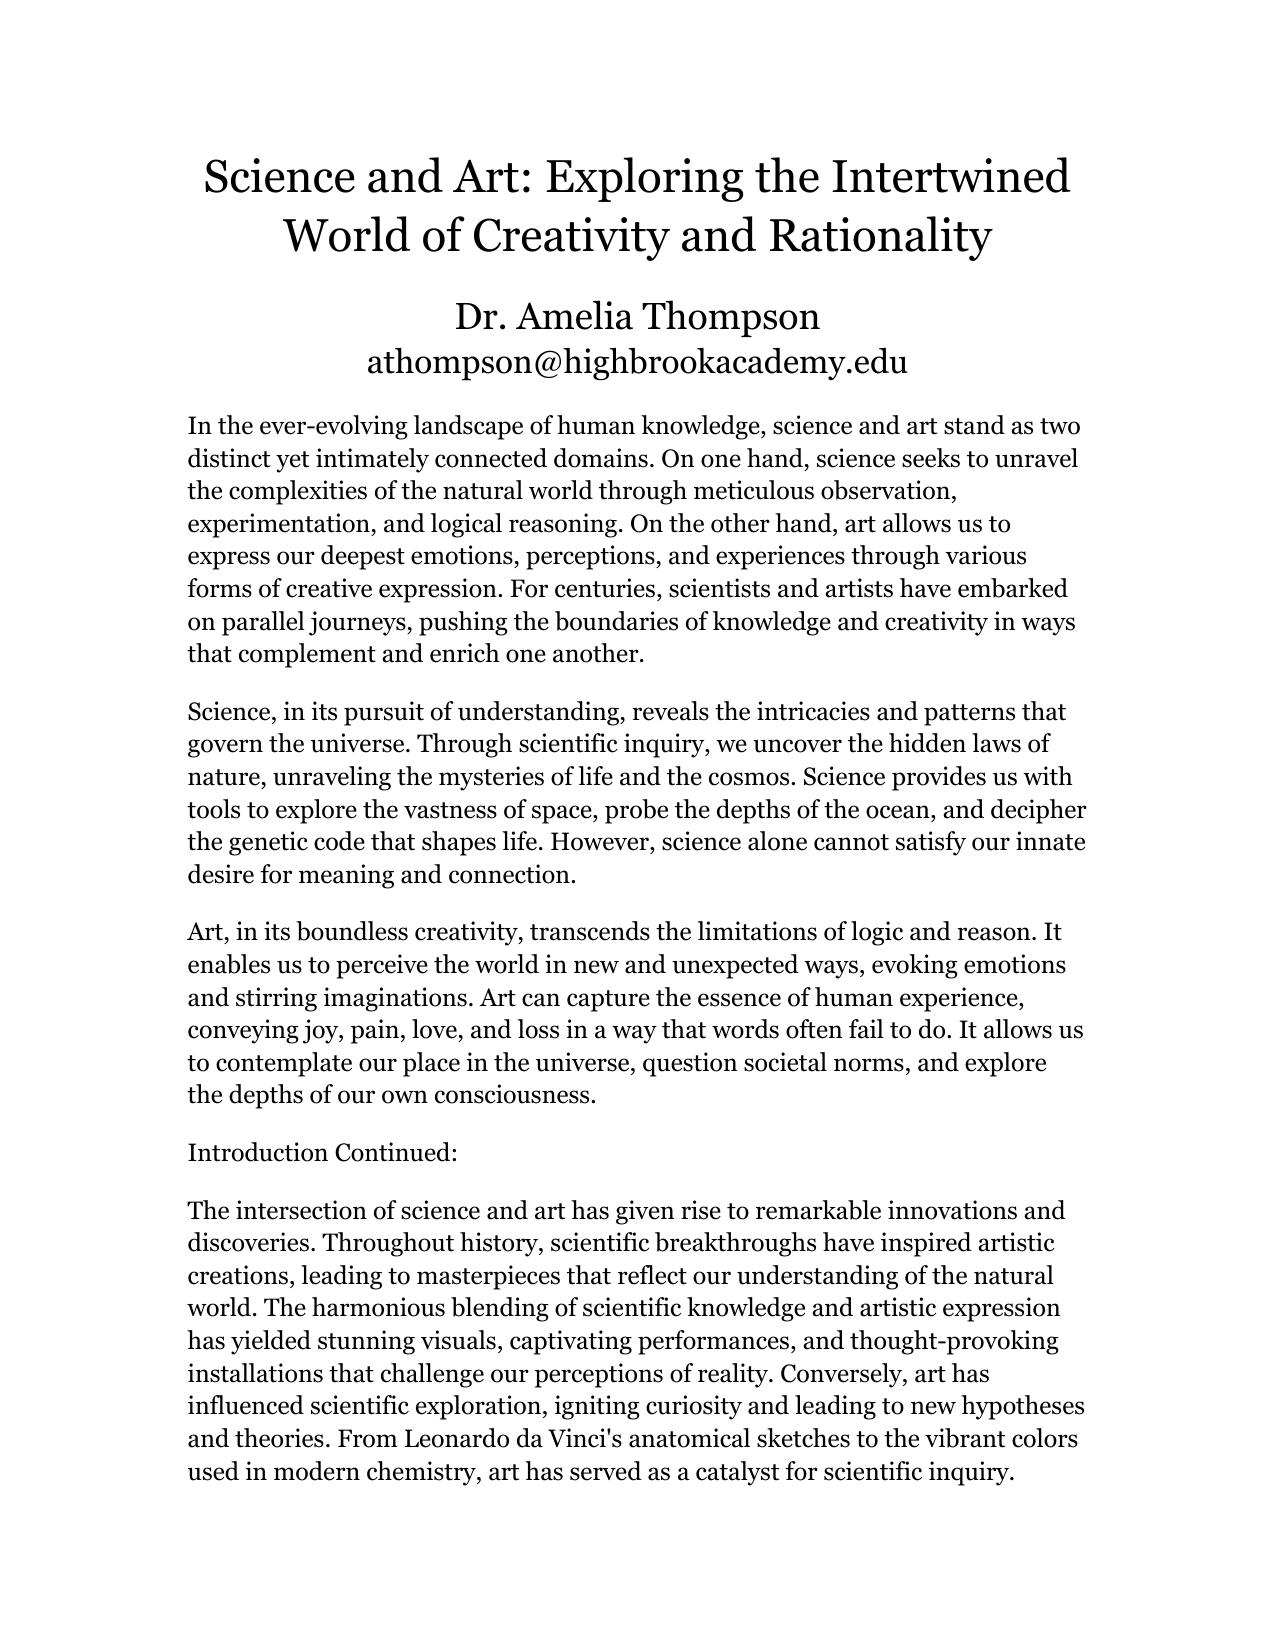 Science and Art: Exploring the Intertwined
World of Creativity and Rationality
Dr. Amelia Thompson
athompson@highbrookacademy.edu
In the ever-evolving landscape of human knowledge, science and art stand as two
distinct yet intimately connected domains. On one hand, science seeks to unravel
the complexities of the natural world through meticulous observation,
experimentation, and logical reasoning. On the other hand, art allows us to
express our deepest emotions, perceptions, and experiences through various
forms of creative expression. For centuries, scientists and artists have embarked
on parallel journeys, pushing the boundaries of knowledge and creativity in ways
that complement and enrich one another.
Science, in its pursuit of understanding, reveals the intricacies and patterns that
govern the universe. Through scientific inquiry, we uncover the hidden laws of
nature, unraveling the mysteries of life and the cosmos. Science provides us with
tools to explore the vastness of space, probe the depths of the ocean, and decipher
the genetic code that shapes life. However, science alone cannot satisfy our innate
desire for meaning and connection.
Art, in its boundless creativity, transcends the limitations of logic and reason. It
enables us to perceive the world in new and unexpected ways, evoking emotions
and stirring imaginations. Art can capture the essence of human experience,
conveying joy, pain, love, and loss in a way that words often fail to do. It allows us
to contemplate our place in the universe, question societal norms, and explore
the depths of our own consciousness.
Introduction Continued:
The intersection of science and art has given rise to remarkable innovations and
discoveries. Throughout history, scientific breakthroughs have inspired artistic
creations, leading to masterpieces that reflect our understanding of the natural
world. The harmonious blending of scientific knowledge and artistic expression
has yielded stunning visuals, captivating performances, and thought-provoking
installations that challenge our perceptions of reality. Conversely, art has
influenced scientific exploration, igniting curiosity and leading to new hypotheses
and theories. From Leonardo da Vinci's anatomical sketches to the vibrant colors
used in modern chemistry, art has served as a catalyst for scientific inquiry.